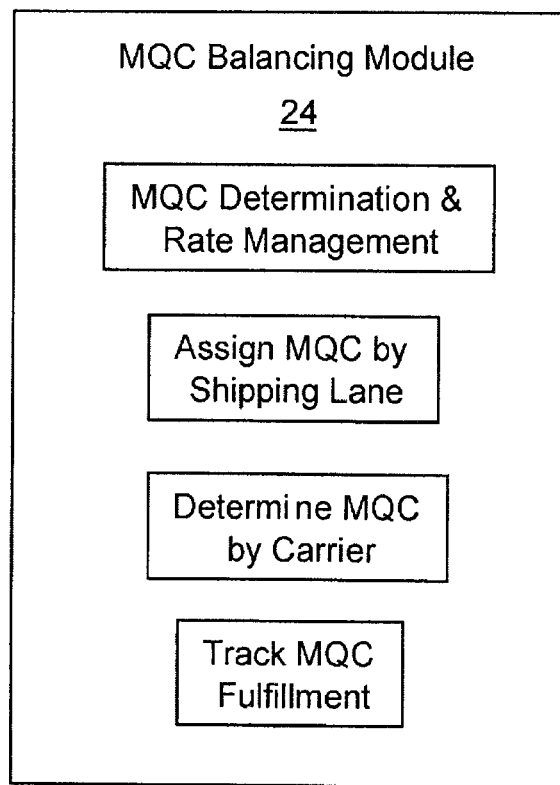 MQC Balancing Module
24
MQC Determination &
Rate Management
Assign MQC by
Shipping Lane
Determine MQC
by Carrier
Track MQC
Fulfillment